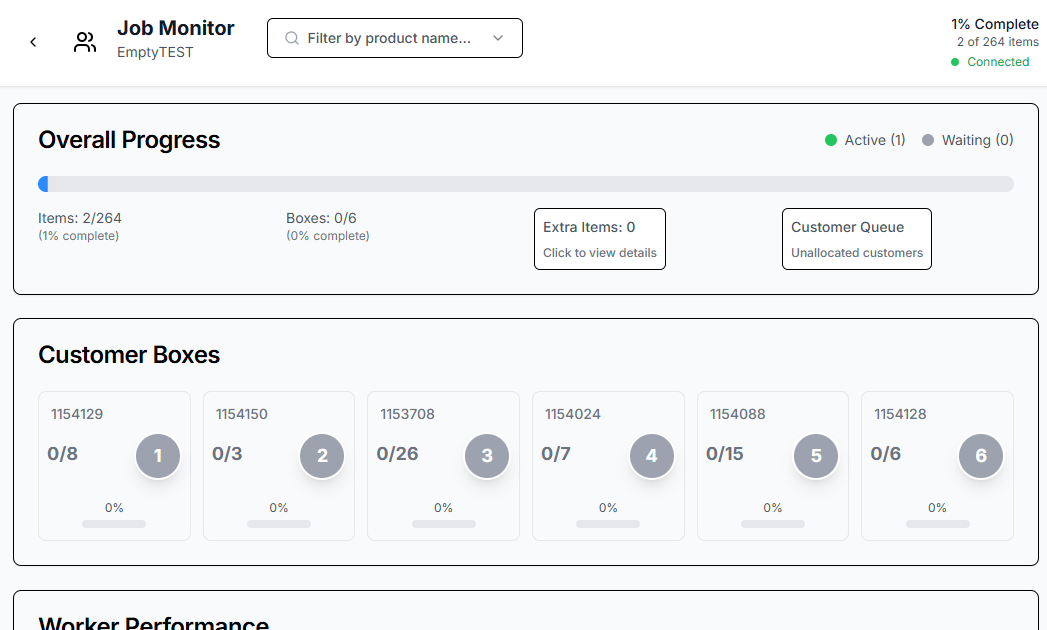 Job Monitor
EmptyTEST
Filter by product name...
1% Complete
2 of 264 items
Connected
Overall Progress
Active (1)
Waiting (0)
Items: 2/264
(1% complete)
Boxes: 0/6
(0% complete)
Extra Items: 0
Click to view details
Customer Queue
Unallocated customers
Customer Boxes
1154129
0/8
1
0%
1154150
0/3
2
0%
1153708
0/26
3
0%
1154024
0/7
4
0%
1154088
0/15
5
0%
1154128
0/6
6
0%
Worker Performance